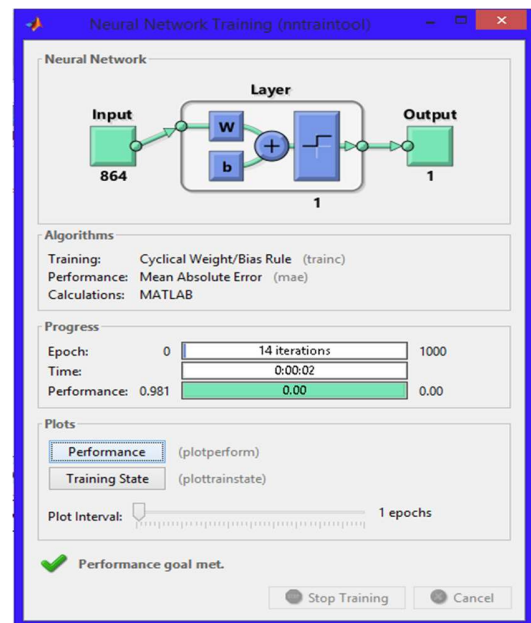 Neural Network Training (nntraintool)
Neural Network
Layer
Input
Output
W
b
+
864
1
1
Algorithms
Training: Cyclical Weight/Bias Rule (trainc)
Performance: Mean Absolute Error (mae)
Calculations: MATLAB
Progress
Epoch: 0 14 iterations 1000
Time: 0:00:02
Performance: 0.981 0.00 0.00
Plots
Performance (plotperform)
Training State (plottrainstate)
Plot Interval: 1 epochs
Performance goal met.
Stop Training Cancel